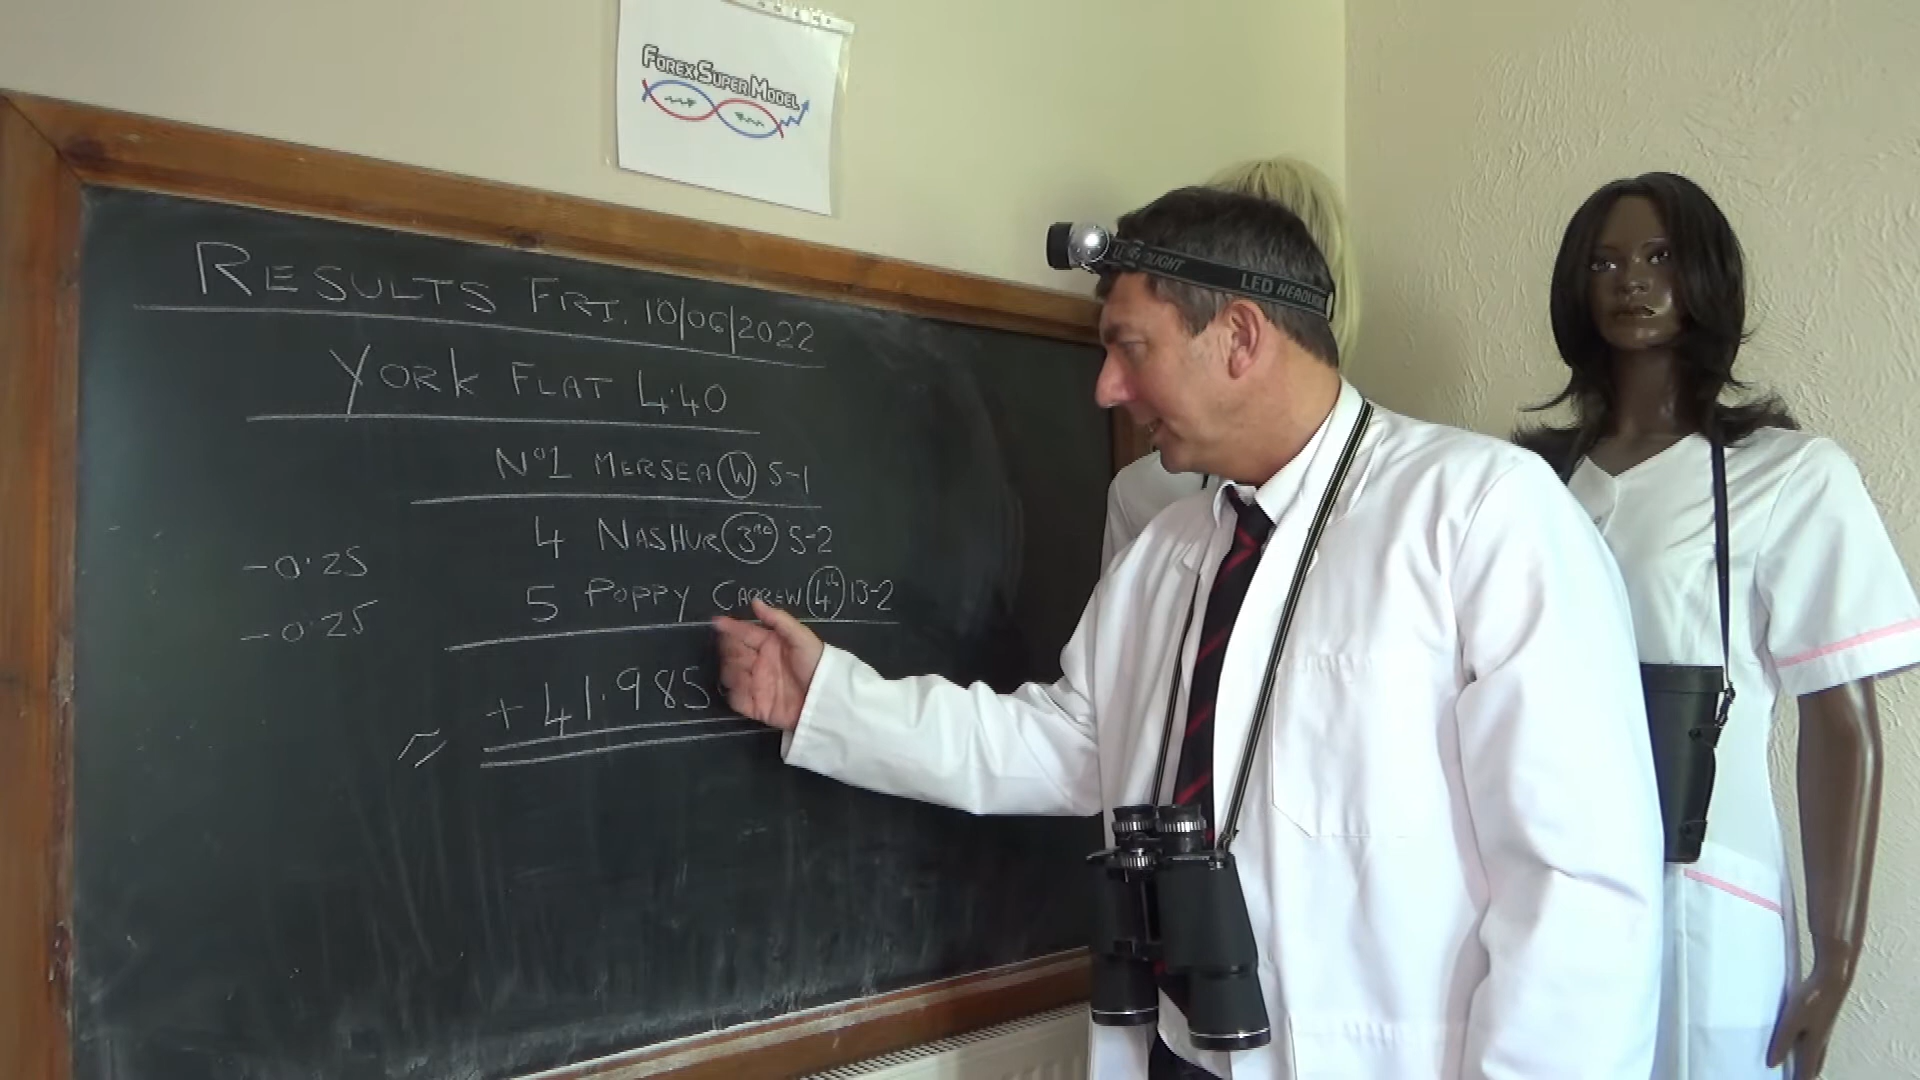 FOREX SUPER MODEL
RESULTS FRI. 10/06/2022
YORK FLAT 4.40
Nº1 MERSEA W 5-1
4 NASHUR 3RD 5-2
-0.25
5 POPPY CARREW 4th 13-2
-0.25
+41.985
LED HEADLIGHT